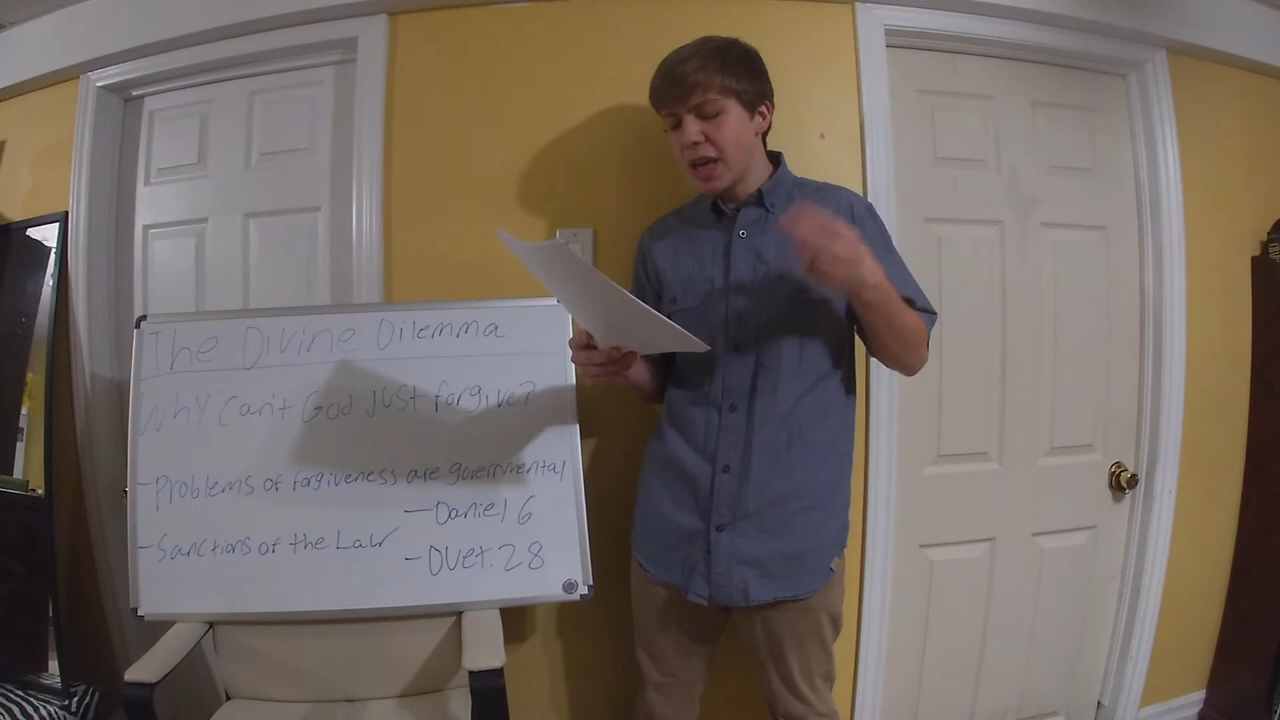 The Divine Dilemma
Why can't God just forgive?
-Problems of forgiveness are governmental
-Daniel 6
-Sanctions of the Law
-Duet. 28